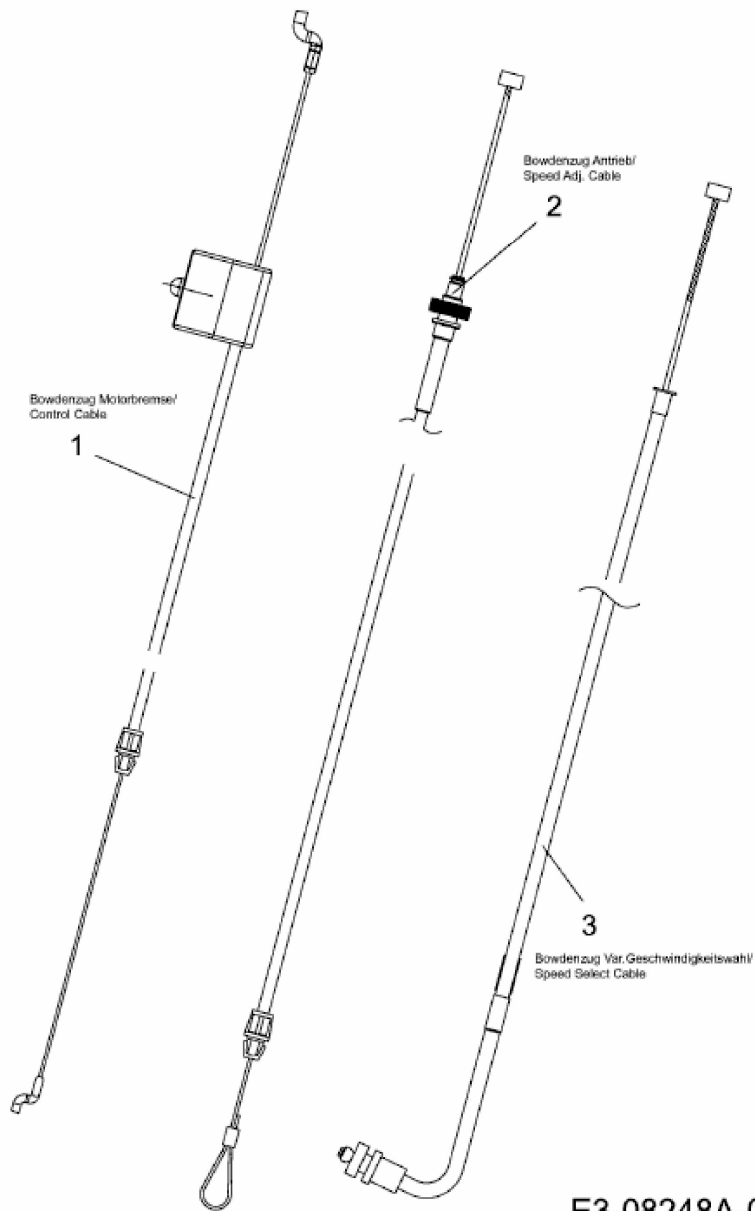 Bowdenzug Antrieb/
Speed Adj. Cable
2
Bowdenzug Motorbremse/
Control Cable
1
3
Bowdenzug Var.Geschwindigkeitswahl/
Speed Select Cable